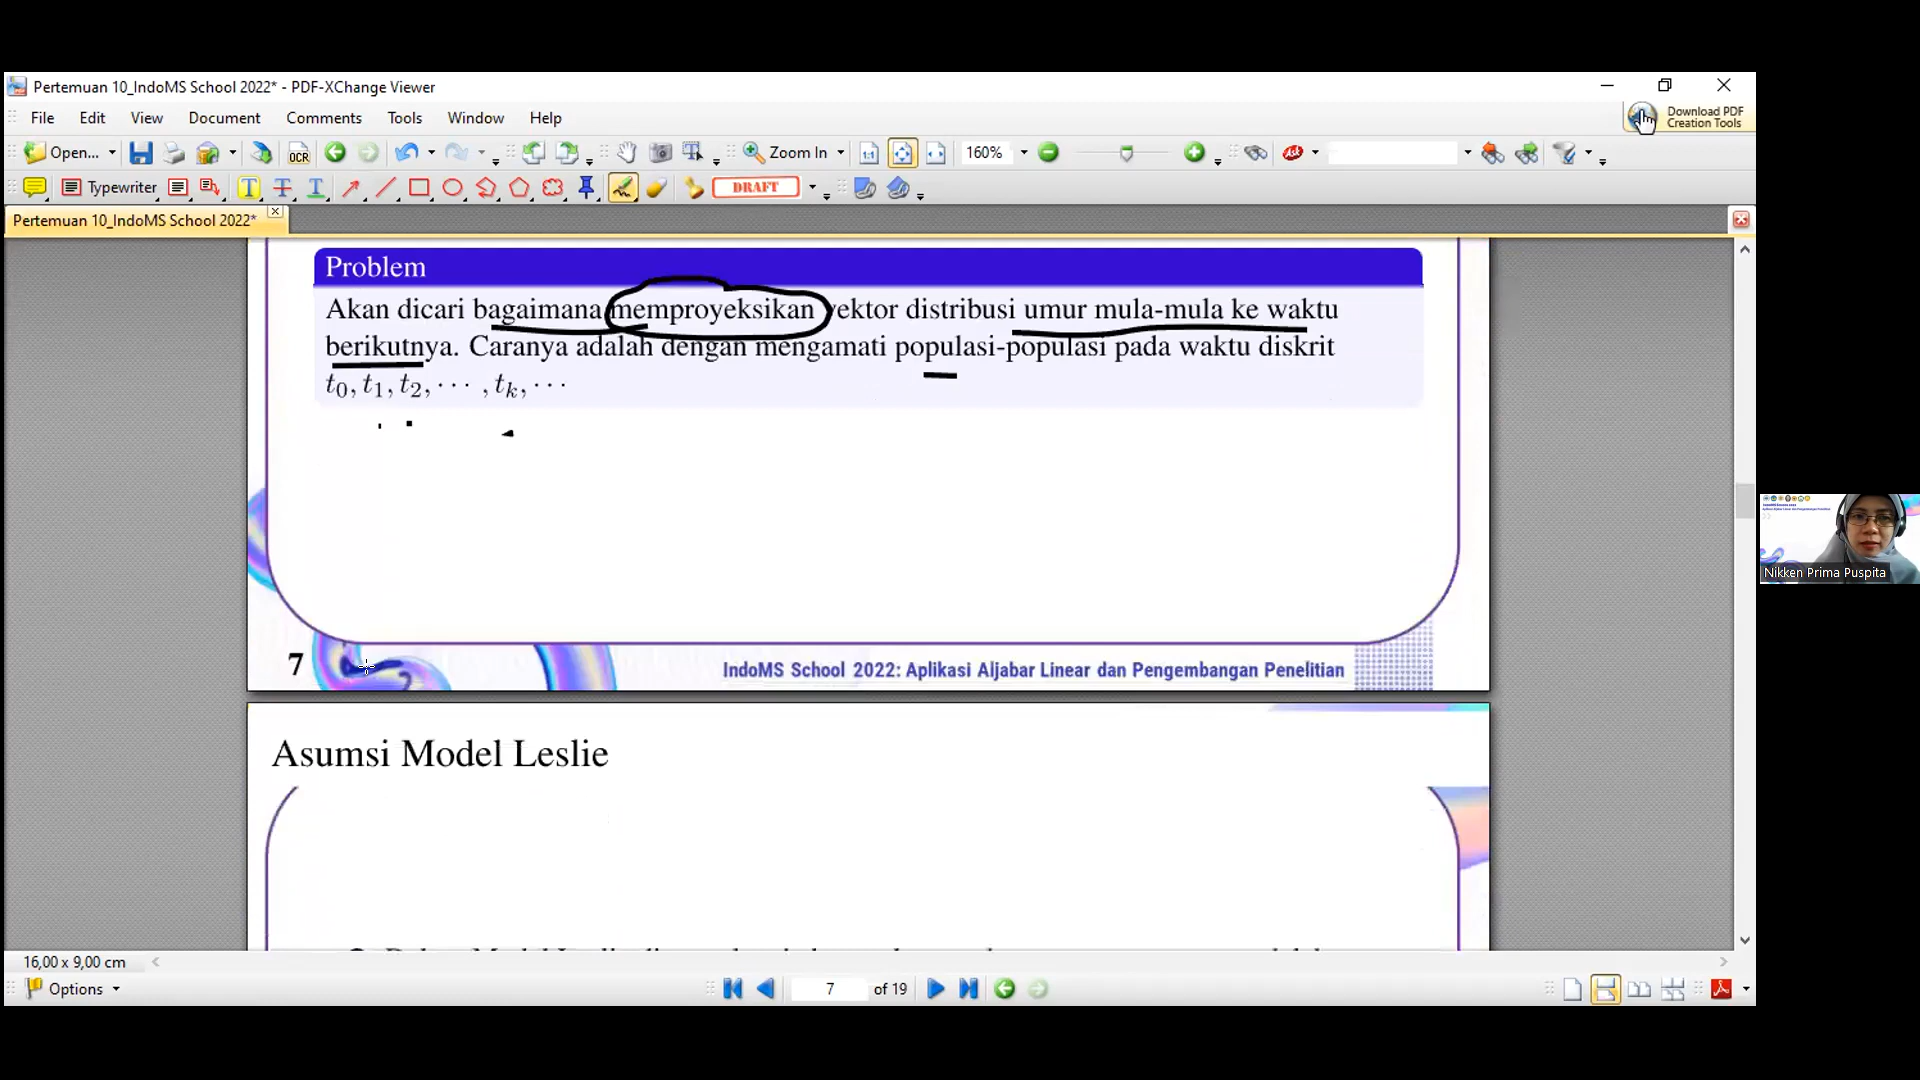 Pertemuan 10_IndoMS School 2022* - PDF-XChange Viewer
File Edit View Document Comments Tools Window Help
Download PDF
Creation Tools
Open... OCR Zoom In 160%
Typewriter DRAFT
Pertemuan 10_IndoMS School 2022*
Problem
Akan dicari bagaimana memproyeksikan vektor distribusi umur mula-mula ke waktu
berikutnya. Caranya adalah dengan mengamati populasi-populasi pada waktu diskrit
t0, t1, t2, ··· , tk, ···
7
IndoMS School 2022: Aplikasi Aljabar Linear dan Pengembangan Penelitian
Asumsi Model Leslie
Nikken Prima Puspita
16,00 x 9,00 cm
Options 7 of 19